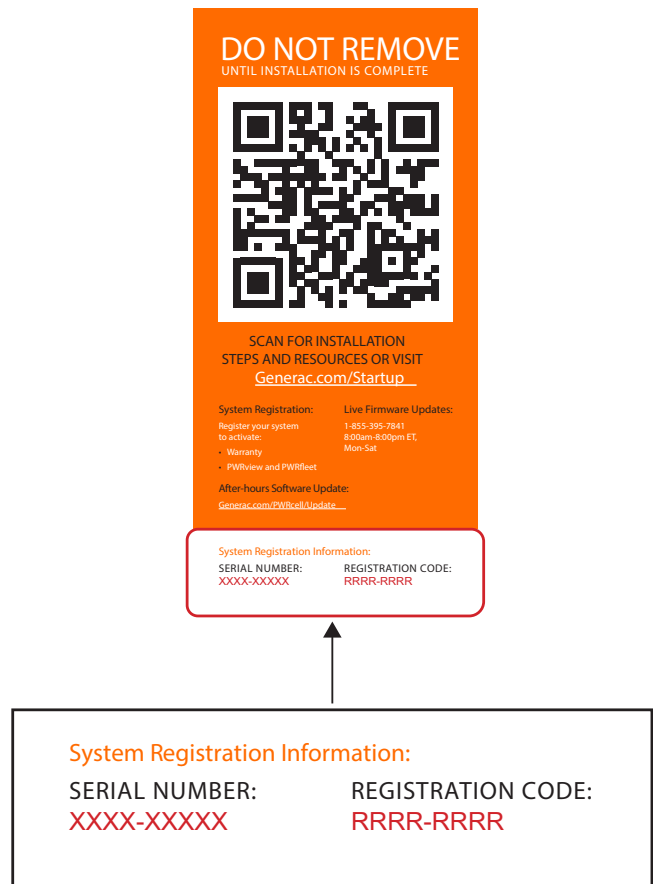 DO NOT REMOVE
UNTIL INSTALLATION IS COMPLETE
SCAN FOR INSTALLATION
STEPS AND RESOURCES OR VISIT
Generac.com/Startup
System Registration:
Register your system
to activate:
• Warranty
• PWRview and PWRfleet
Live Firmware Updates:
1-855-395-7841
8:00am-8:00pm ET,
Mon-Sat
After-hours Software Update:
Generac.com/PWRcell/Update
System Registration Information:
SERIAL NUMBER:
XXXX-XXXXX
REGISTRATION CODE:
RRRR-RRRR
System Registration Information:
SERIAL NUMBER:
XXXX-XXXXX
REGISTRATION CODE:
RRRR-RRRR